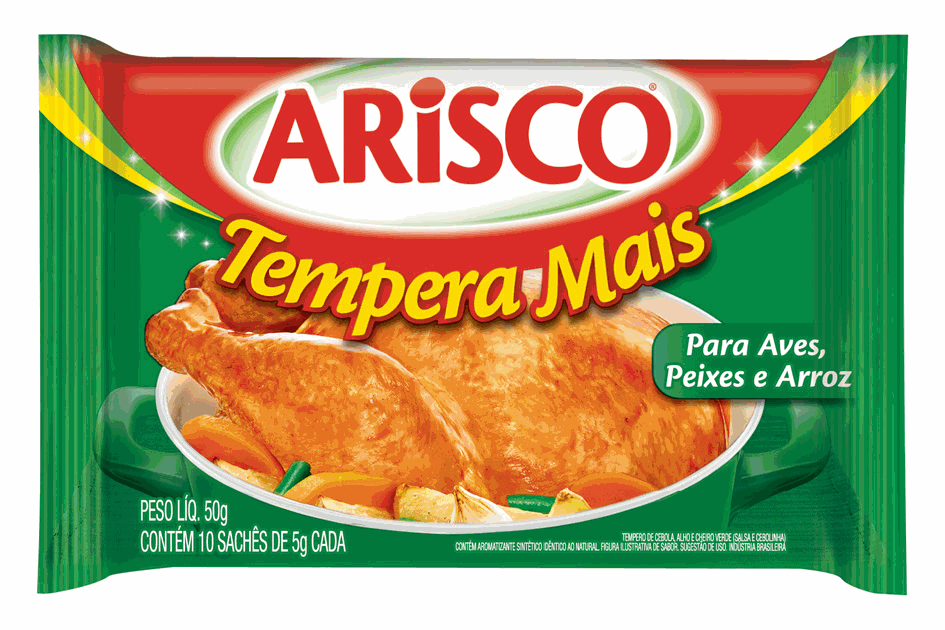 ARiSCO®
Tempera Mais
Para Aves,
Peixes e Arroz
PESO LÍQ. 50g
CONTÉM 10 SACHÊS DE 5g CADA
TEMPERO DE CEBOLA, ALHO E CHEIRO VERDE (SALSA E CEBOLINHA)
CONTÉM AROMATIZANTE SINTÉTICO IDÊNTICO AO NATURAL. FIGURA ILUSTRATIVA DE SABOR. SUGESTÃO DE USO. INDÚSTRIA BRASILEIRA